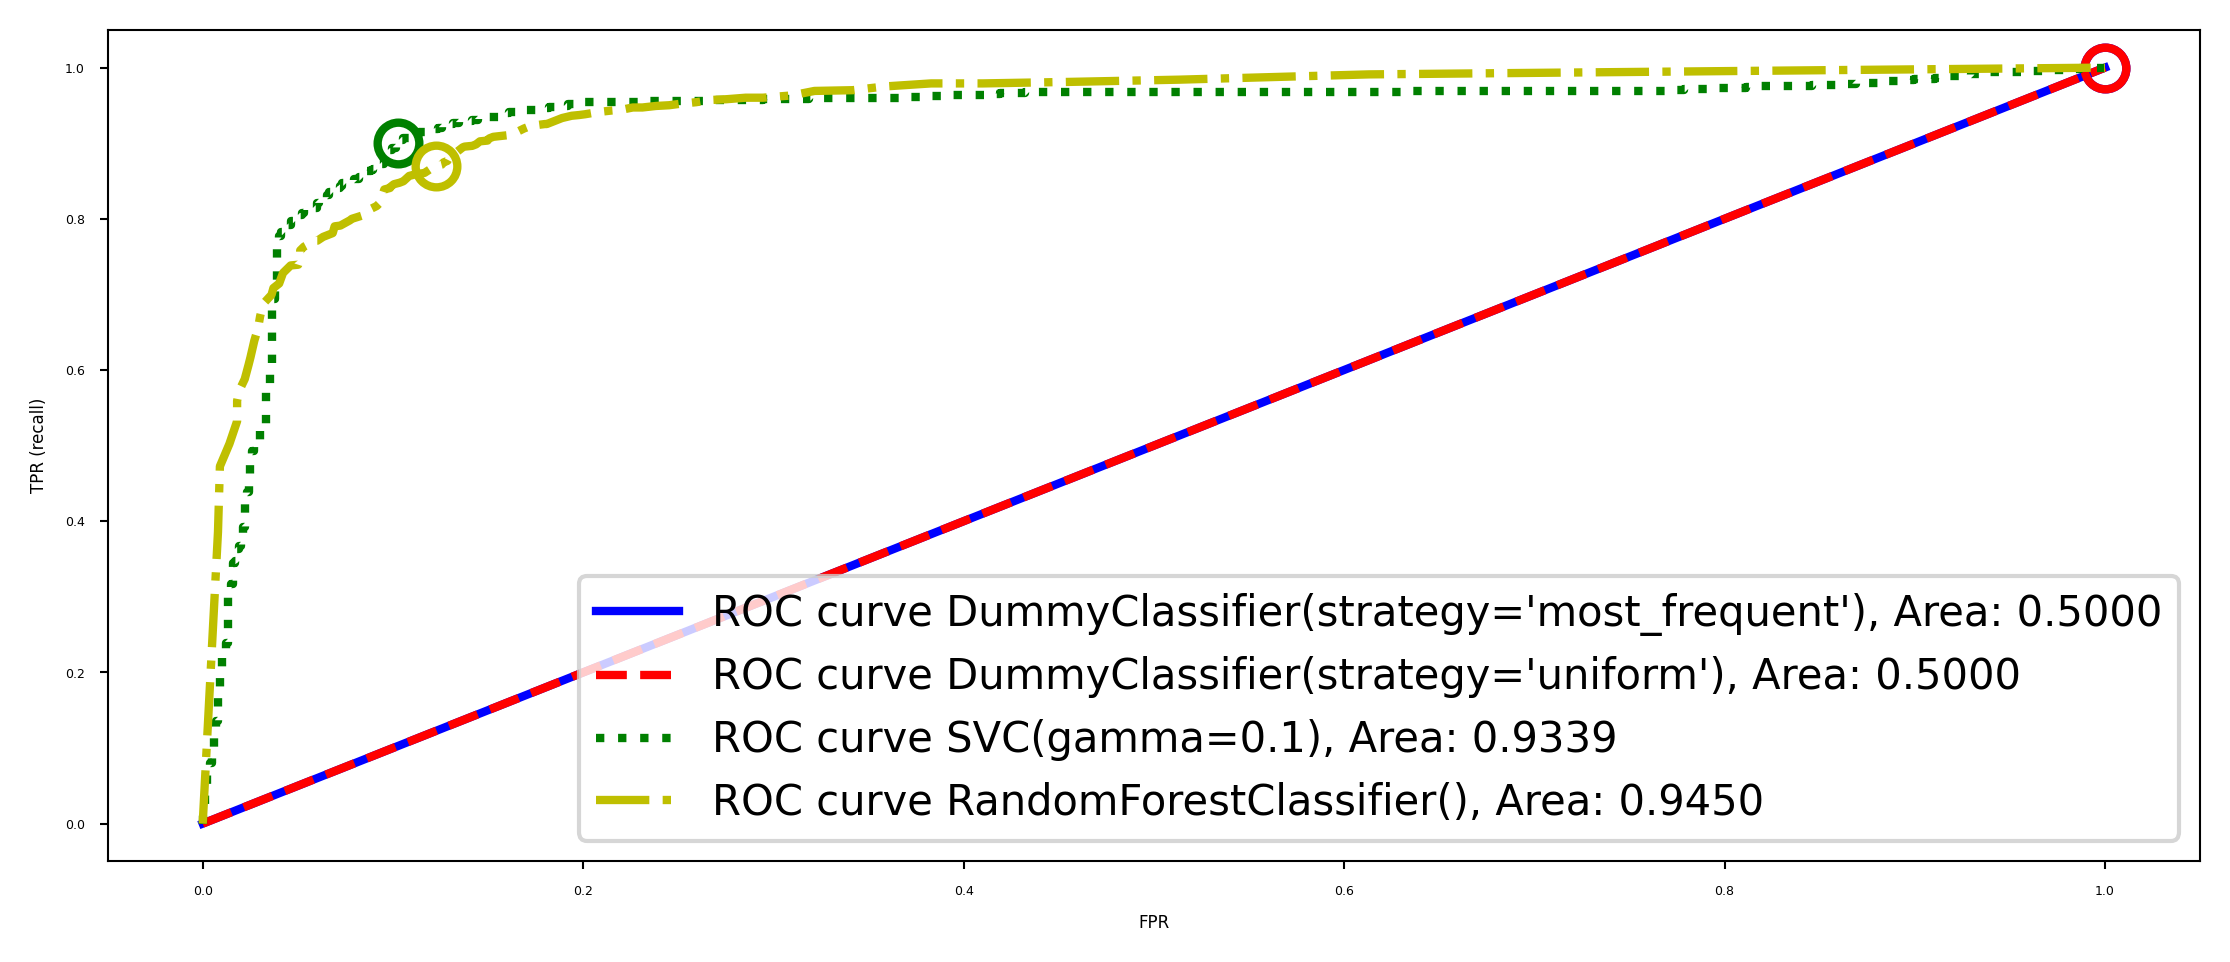 1.0
0.8
0.6
0.4
0.2
0.0
TPR (recall)
ROC curve DummyClassifier(strategy='most_frequent'), Area: 0.5000
ROC curve DummyClassifier(strategy='uniform'), Area: 0.5000
ROC curve SVC(gamma=0.1), Area: 0.9339
ROC curve RandomForestClassifier(), Area: 0.9450
0.0 0.2 0.4 0.6 0.8 1.0
FPR